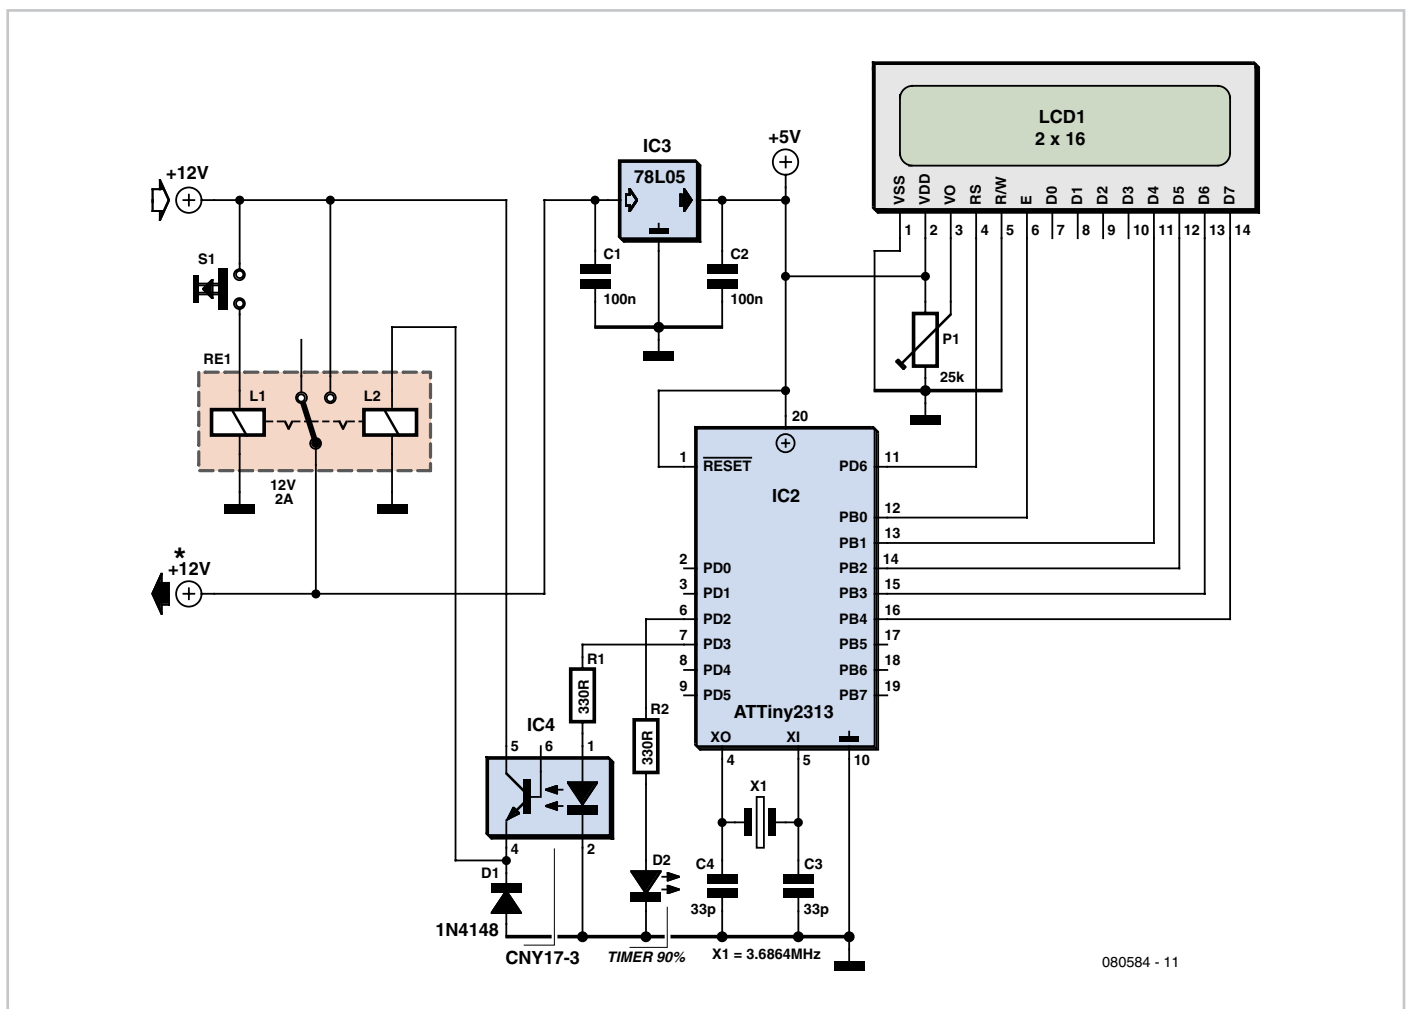 LCD1
2 x 16
VSS
VDD
VO
RS
R/W
E
D0
D1
D2
D3
D4
D5
D6
D7
1 2 3 4 5 6 7 8 9 10 11 12 13 14
+5V
IC3
78L05
+12V
C1
100n
C2
100n
S1
P1
25k
RE1
L1
L2
12V
2A
*
+12V
20
1
RESET
PD6
11
IC2
PB0
12
PB1
13
2
PD0
PB2
14
3
PD1
PB3
15
6
PD2
PB4
16
7
PD3
PB5
17
8
PD4
PB6
18
9
PD5
PB7
19
ATTiny2313
XO
XI
4
5
10
R1
330R
R2
330R
IC4
5
6
1
4
2
X1
C4
33p
C3
33p
D2
D1
1N4148
CNY17-3
TIMER 90%
X1 = 3.6864MHz
080584 - 11